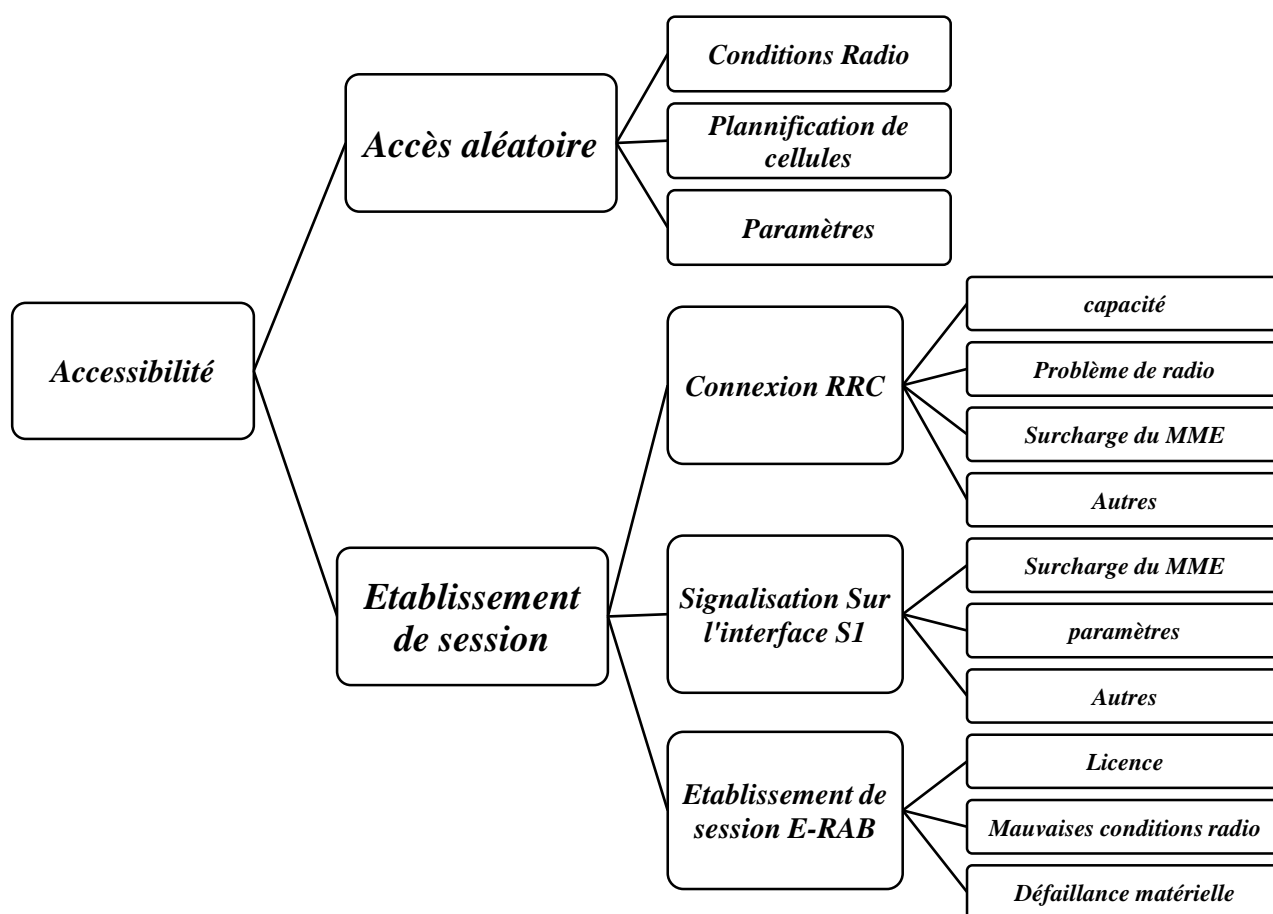 Conditions Radio
Accès aléatoire
Plannification de
cellules
Paramètres
Accessibilité
Connexion RRC
capacité
Problème de radio
Surcharge du MME
Autres
Etablissement
de session
Signalisation Sur
l'interface S1
Surcharge du MME
paramètres
Autres
Etablissement de
session E-RAB
Licence
Mauvaises conditions radio
Défaillance matérielle